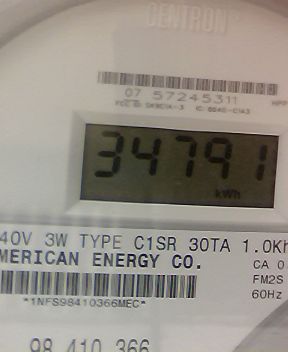 CENTRON
07 57245311
34791
kWh
40V 3W TYPE C1SR 30TA 1.0Kh
MERICAN ENERGY CO.
CA 0
FM2S
60Hz
*1NFS98410366MEC*
98 410 366